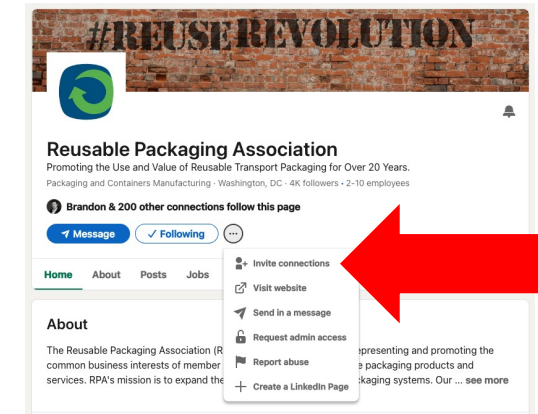 #REUSEREVOLUTION
Reusable Packaging Association
Promoting the Use and Value of Reusable Transport Packaging for Over 20 Years.
Packaging and Containers Manufacturing · Washington, DC · 4K followers • 2-10 employees
Brandon & 200 other connections follow this page
Message
✓ Following
Home About Posts Jobs
Invite connections
Visit website
Send in a message
Request admin access
Report abuse
Create a LinkedIn Page
About
The Reusable Packaging Association (R epresenting and promoting the
common business interests of member e packaging products and
services. RPA's mission is to expand the ckaging systems. Our ... see more